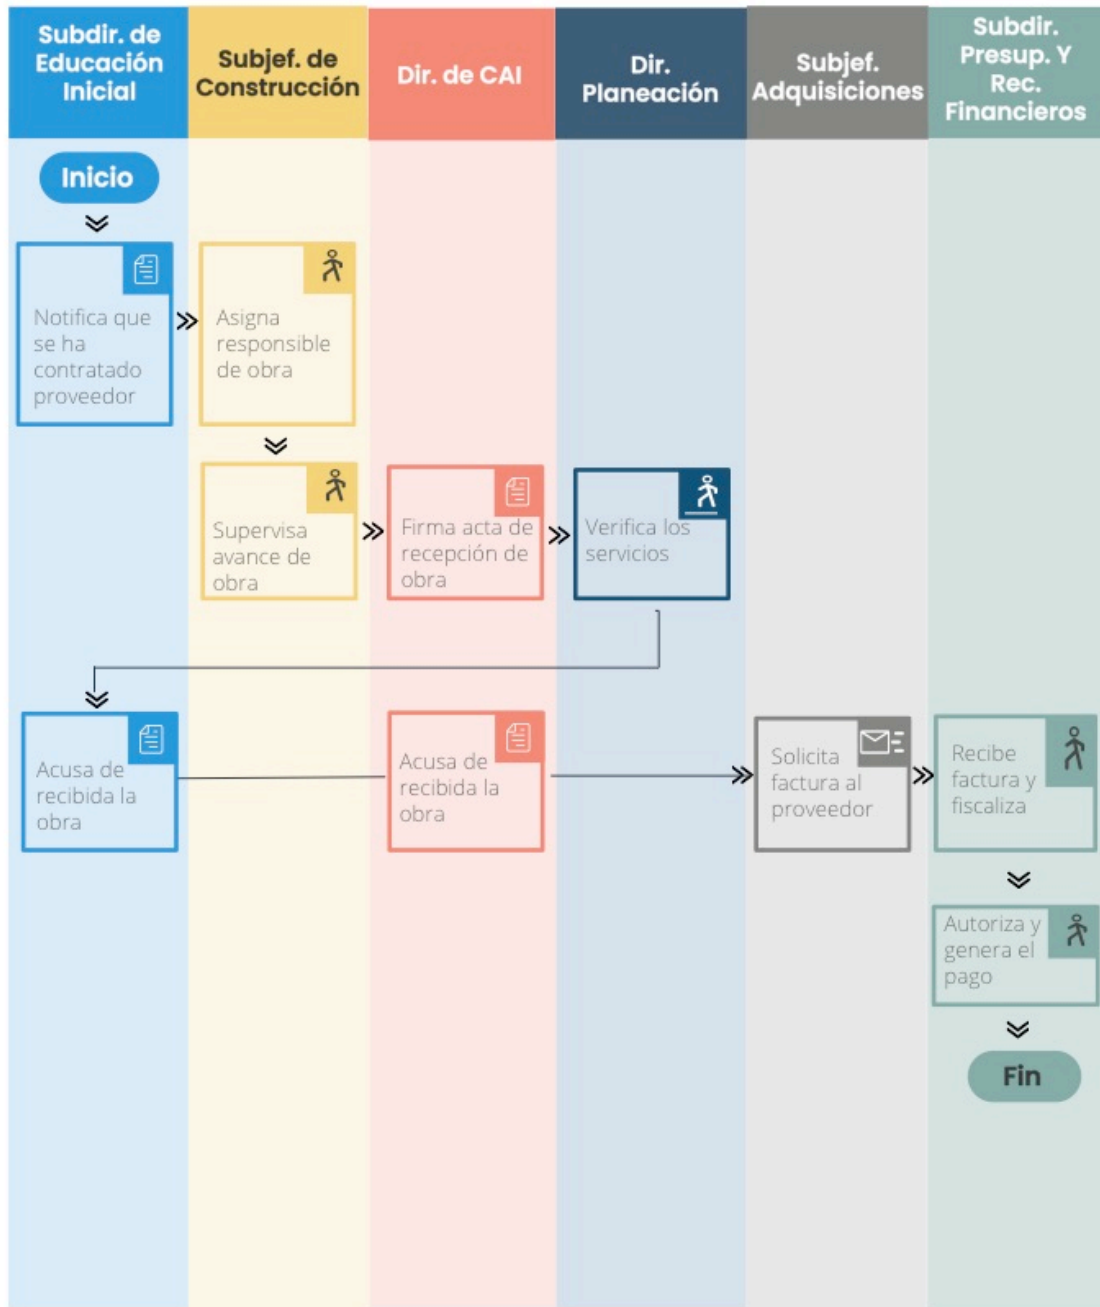 Subdir. de
Educación
Inicial
Subjef. de
Construcción
Dir. de CAI
Dir.
Planeación
Subjef.
Adquisiciones
Subdir.
Presup. Y
Rec.
Financieros
Inicio
Notifica que
se ha
contratado
proveedor
Asigna
responsible
de obra
Supervisa
avance de
obra
Firma acta de
recepción de
obra
Verifica los
servicios
Acusa de
recibida la
obra
Acusa de
recibida la
obra
Solicita
factura al
proveedor
Recibe
factura y
fiscaliza
Autoriza y
genera el
pago
Fin